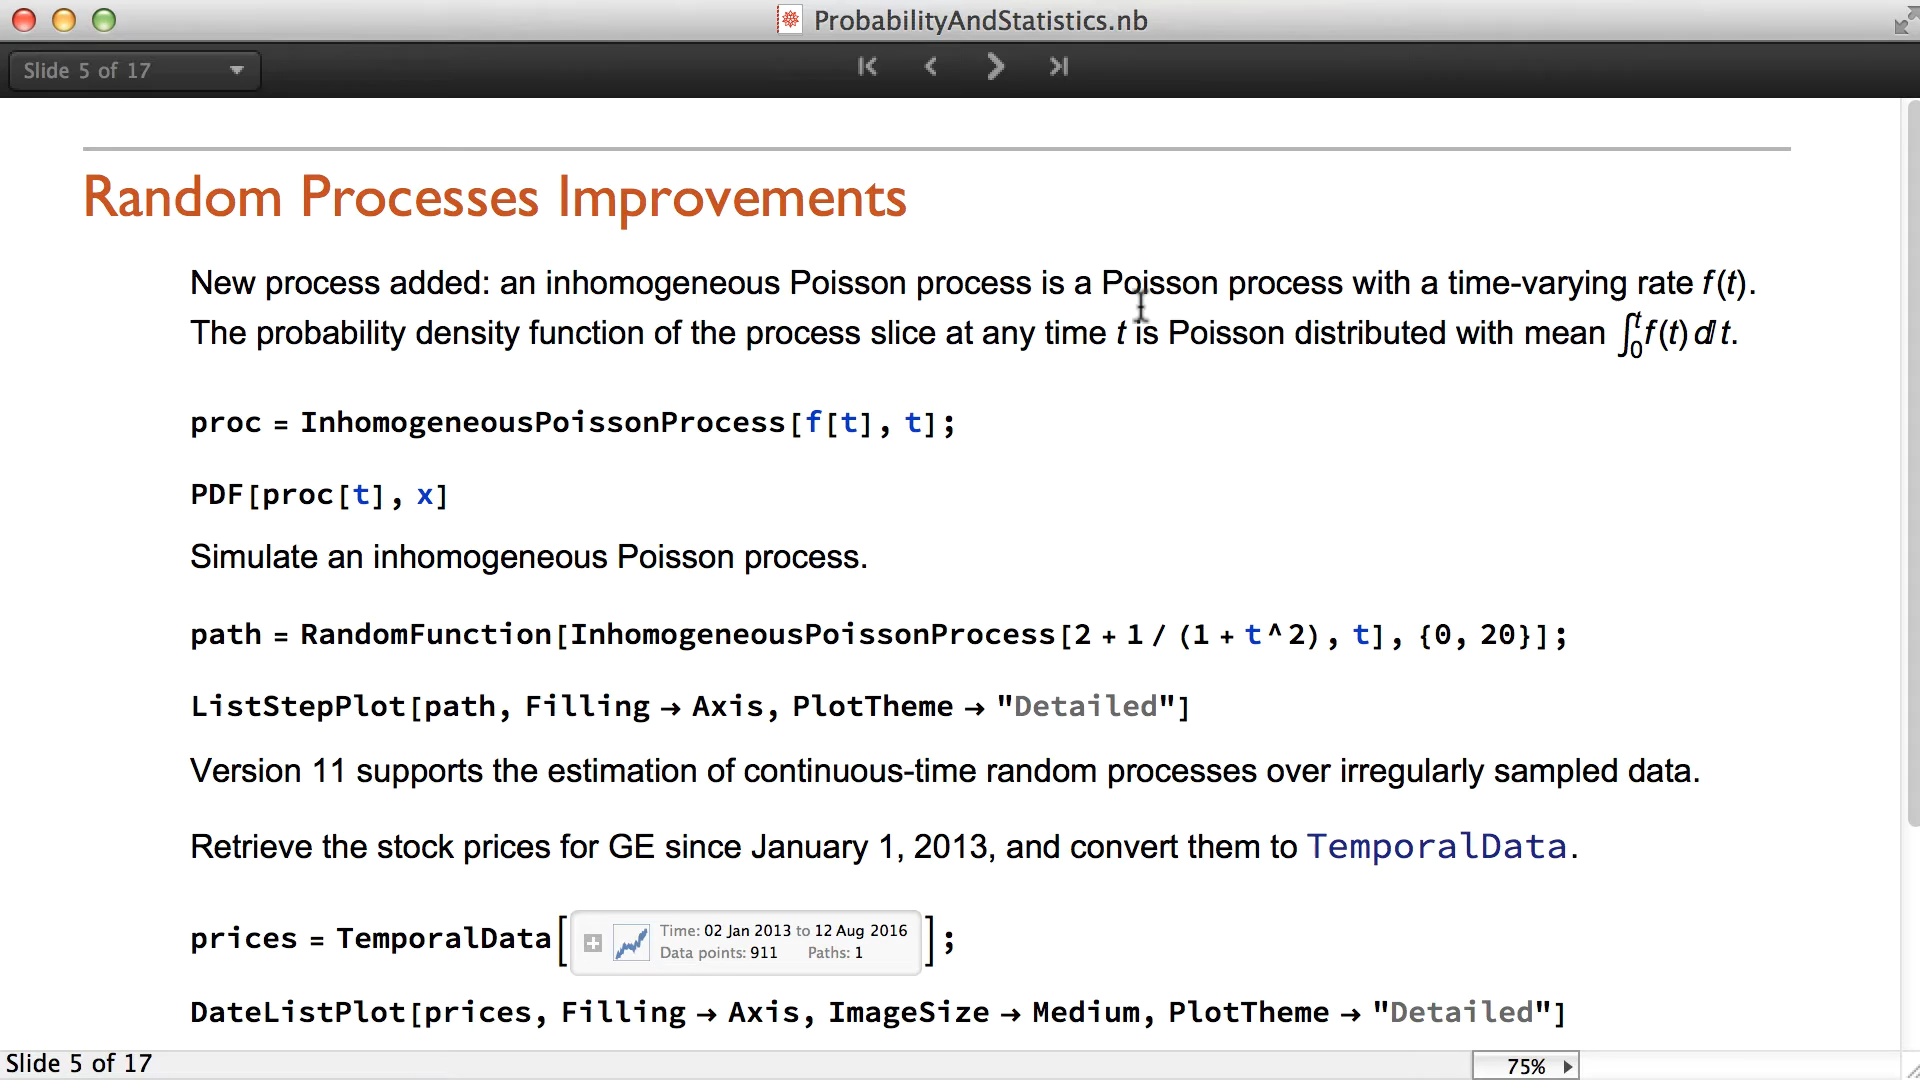 ProbabilityAndStatistics.nb
Slide 5 of 17
Random Processes Improvements
New process added: an inhomogeneous Poisson process is a Poisson process with a time-varying rate f(t).
The probability density function of the process slice at any time t is Poisson distributed with mean ∫₀ᵗ f(t) ⅆt.
proc = InhomogeneousPoissonProcess[f[t], t];
PDF[proc[t], x]
Simulate an inhomogeneous Poisson process.
path = RandomFunction[InhomogeneousPoissonProcess[2 + 1 / (1 + t^2), t], {0, 20}];
ListStepPlot[path, Filling → Axis, PlotTheme → "Detailed"]
Version 11 supports the estimation of continuous-time random processes over irregularly sampled data.
Retrieve the stock prices for GE since January 1, 2013, and convert them to TemporalData.
prices = TemporalData[ Time: 02 Jan 2013 to 12 Aug 2016
Data points: 911 Paths: 1 ];
DateListPlot[prices, Filling → Axis, ImageSize → Medium, PlotTheme → "Detailed"]
Slide 5 of 17
75%